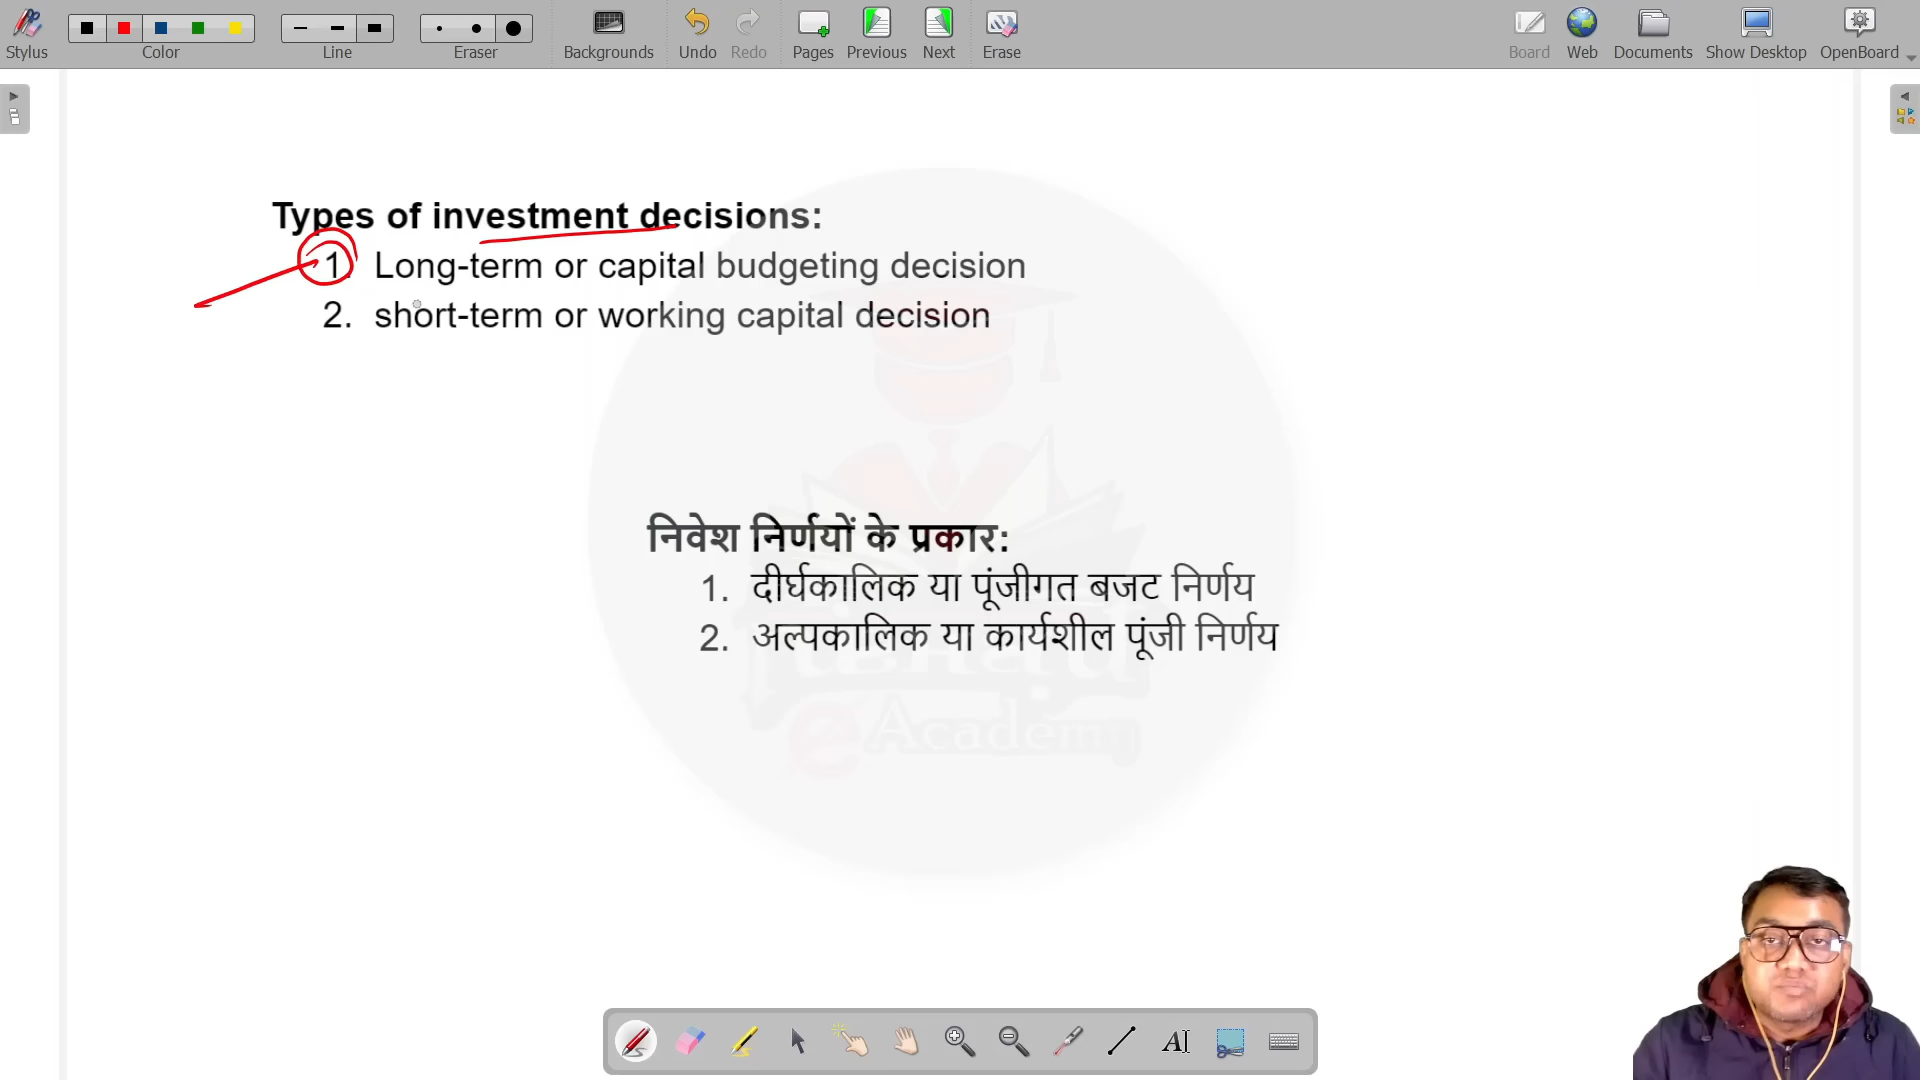 Stylus
Color
Line
Eraser
Backgrounds
Undo
Redo
Pages
Previous
Next
Erase
Board
Web
Documents
Show Desktop
OpenBoard
Types of investment decisions:
1. Long-term or capital budgeting decision
2. short-term or working capital decision
निवेश निर्णयों के प्रकार:
1. दीर्घकालिक या पूंजीगत बजट निर्णय
2. अल्पकालिक या कार्यशील पूंजी निर्णय
eAcademy